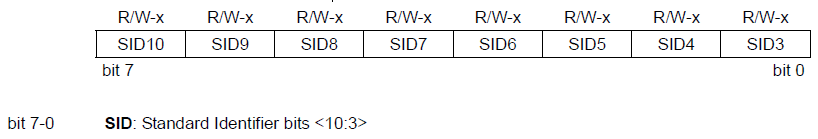 R/W-x R/W-x R/W-x R/W-x R/W-x R/W-x R/W-x R/W-x
SID10 SID9 SID8 SID7 SID6 SID5 SID4 SID3
bit 7 bit 0
bit 7-0 SID: Standard Identifier bits <10:3>